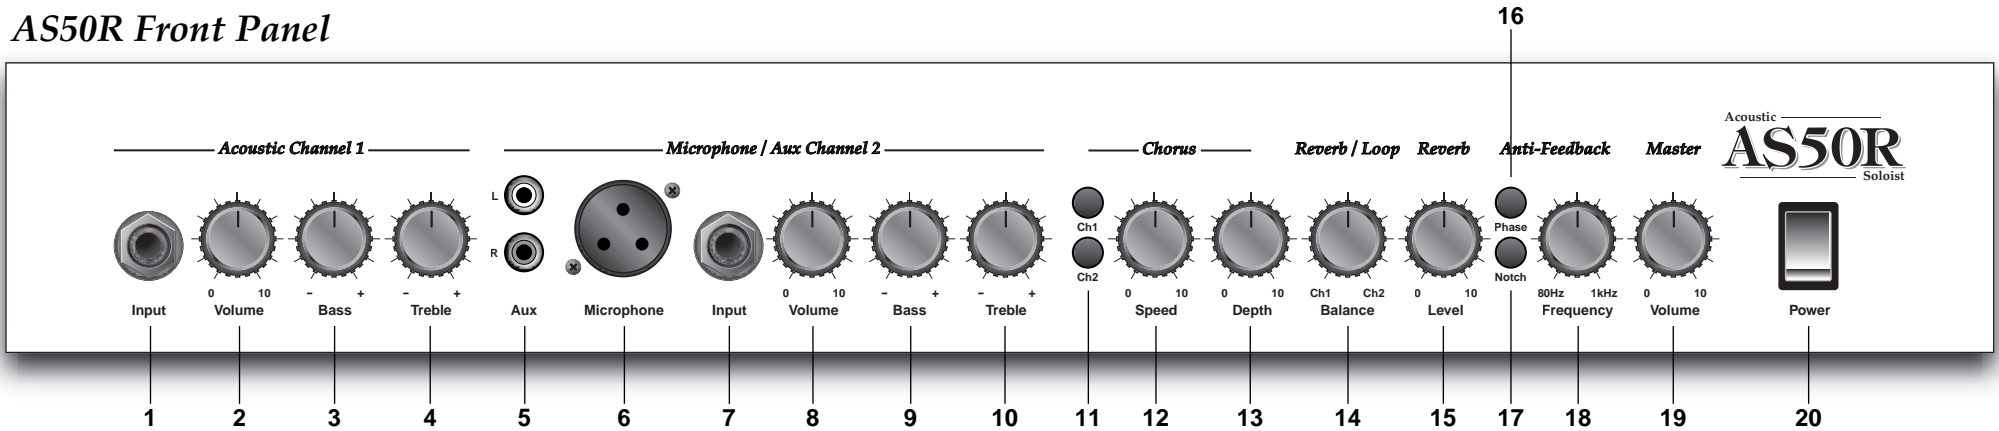 AS50R Front Panel
16
Acoustic
AS50R
Soloist
Acoustic Channel 1
Microphone / Aux Channel 2
Chorus
Reverb / Loop
Reverb
Anti-Feedback
Master
L
R
Ch1
Ch2
Phase
Notch
0 10
- +
- +
0 10
- +
- +
0 10
0 10
Ch1 Ch2
0 10
80Hz 1kHz
0 10
Input
Volume
Bass
Treble
Aux
Microphone
Input
Volume
Bass
Treble
Speed
Depth
Balance
Level
Frequency
Volume
Power
1 2 3 4 5 6 7 8 9 10 11 12 13 14 15 17 18 19 20